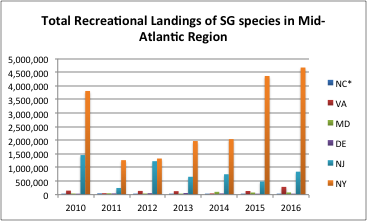 Total Recreational Landings of SG species in Mid-
Atlantic Region
5,000,000
4,500,000
4,000,000
3,500,000
3,000,000
2,500,000
2,000,000
1,500,000
1,000,000
500,000
0
2010 2011 2012 2013 2014 2015 2016
NC*
VA
MD
DE
NJ
NY